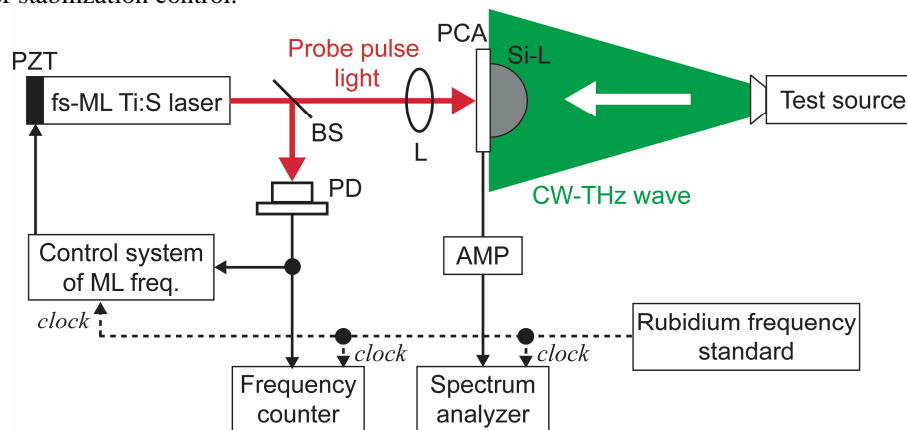 PZT
fs-ML Ti:S laser
Probe pulse
light
BS
L
PCA
Si-L
Test source
CW-THz wave
PD
AMP
Control system
of ML freq.
clock
clock
clock
Rubidium frequency
standard
Frequency
counter
Spectrum
analyzer